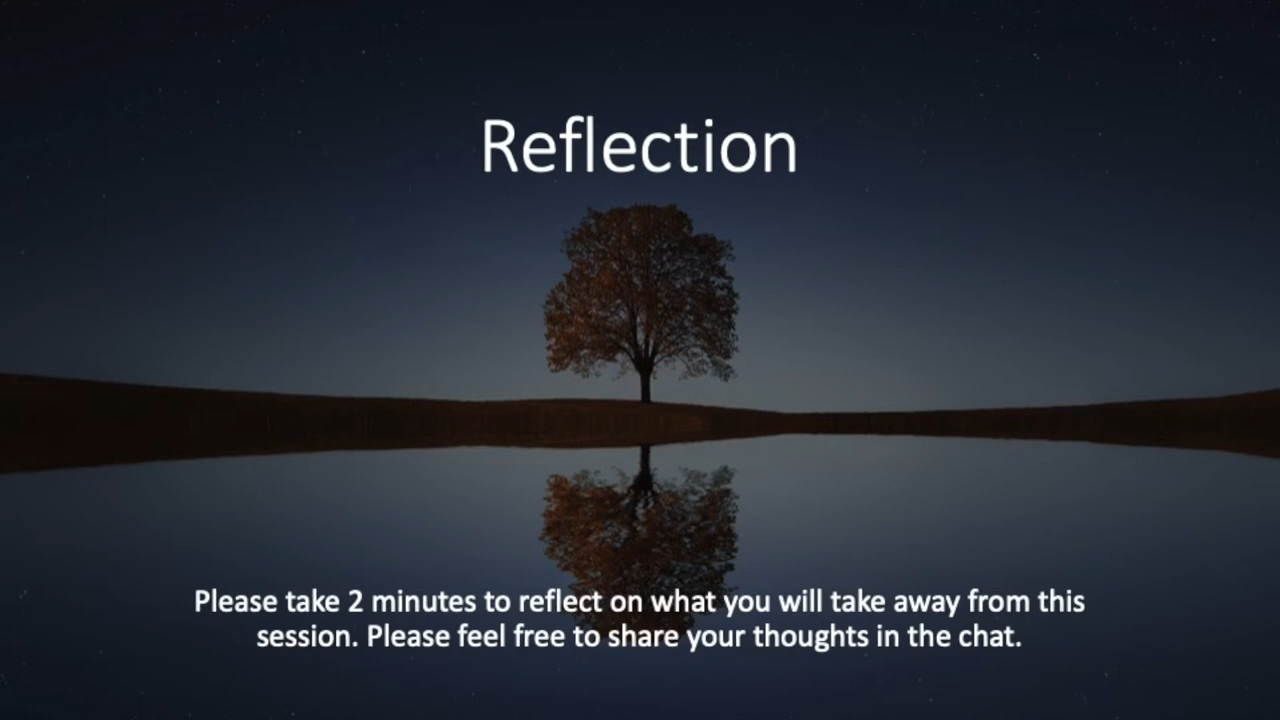 Reflection
Please take 2 minutes to reflect on what you will take away from this
session. Please feel free to share your thoughts in the chat.